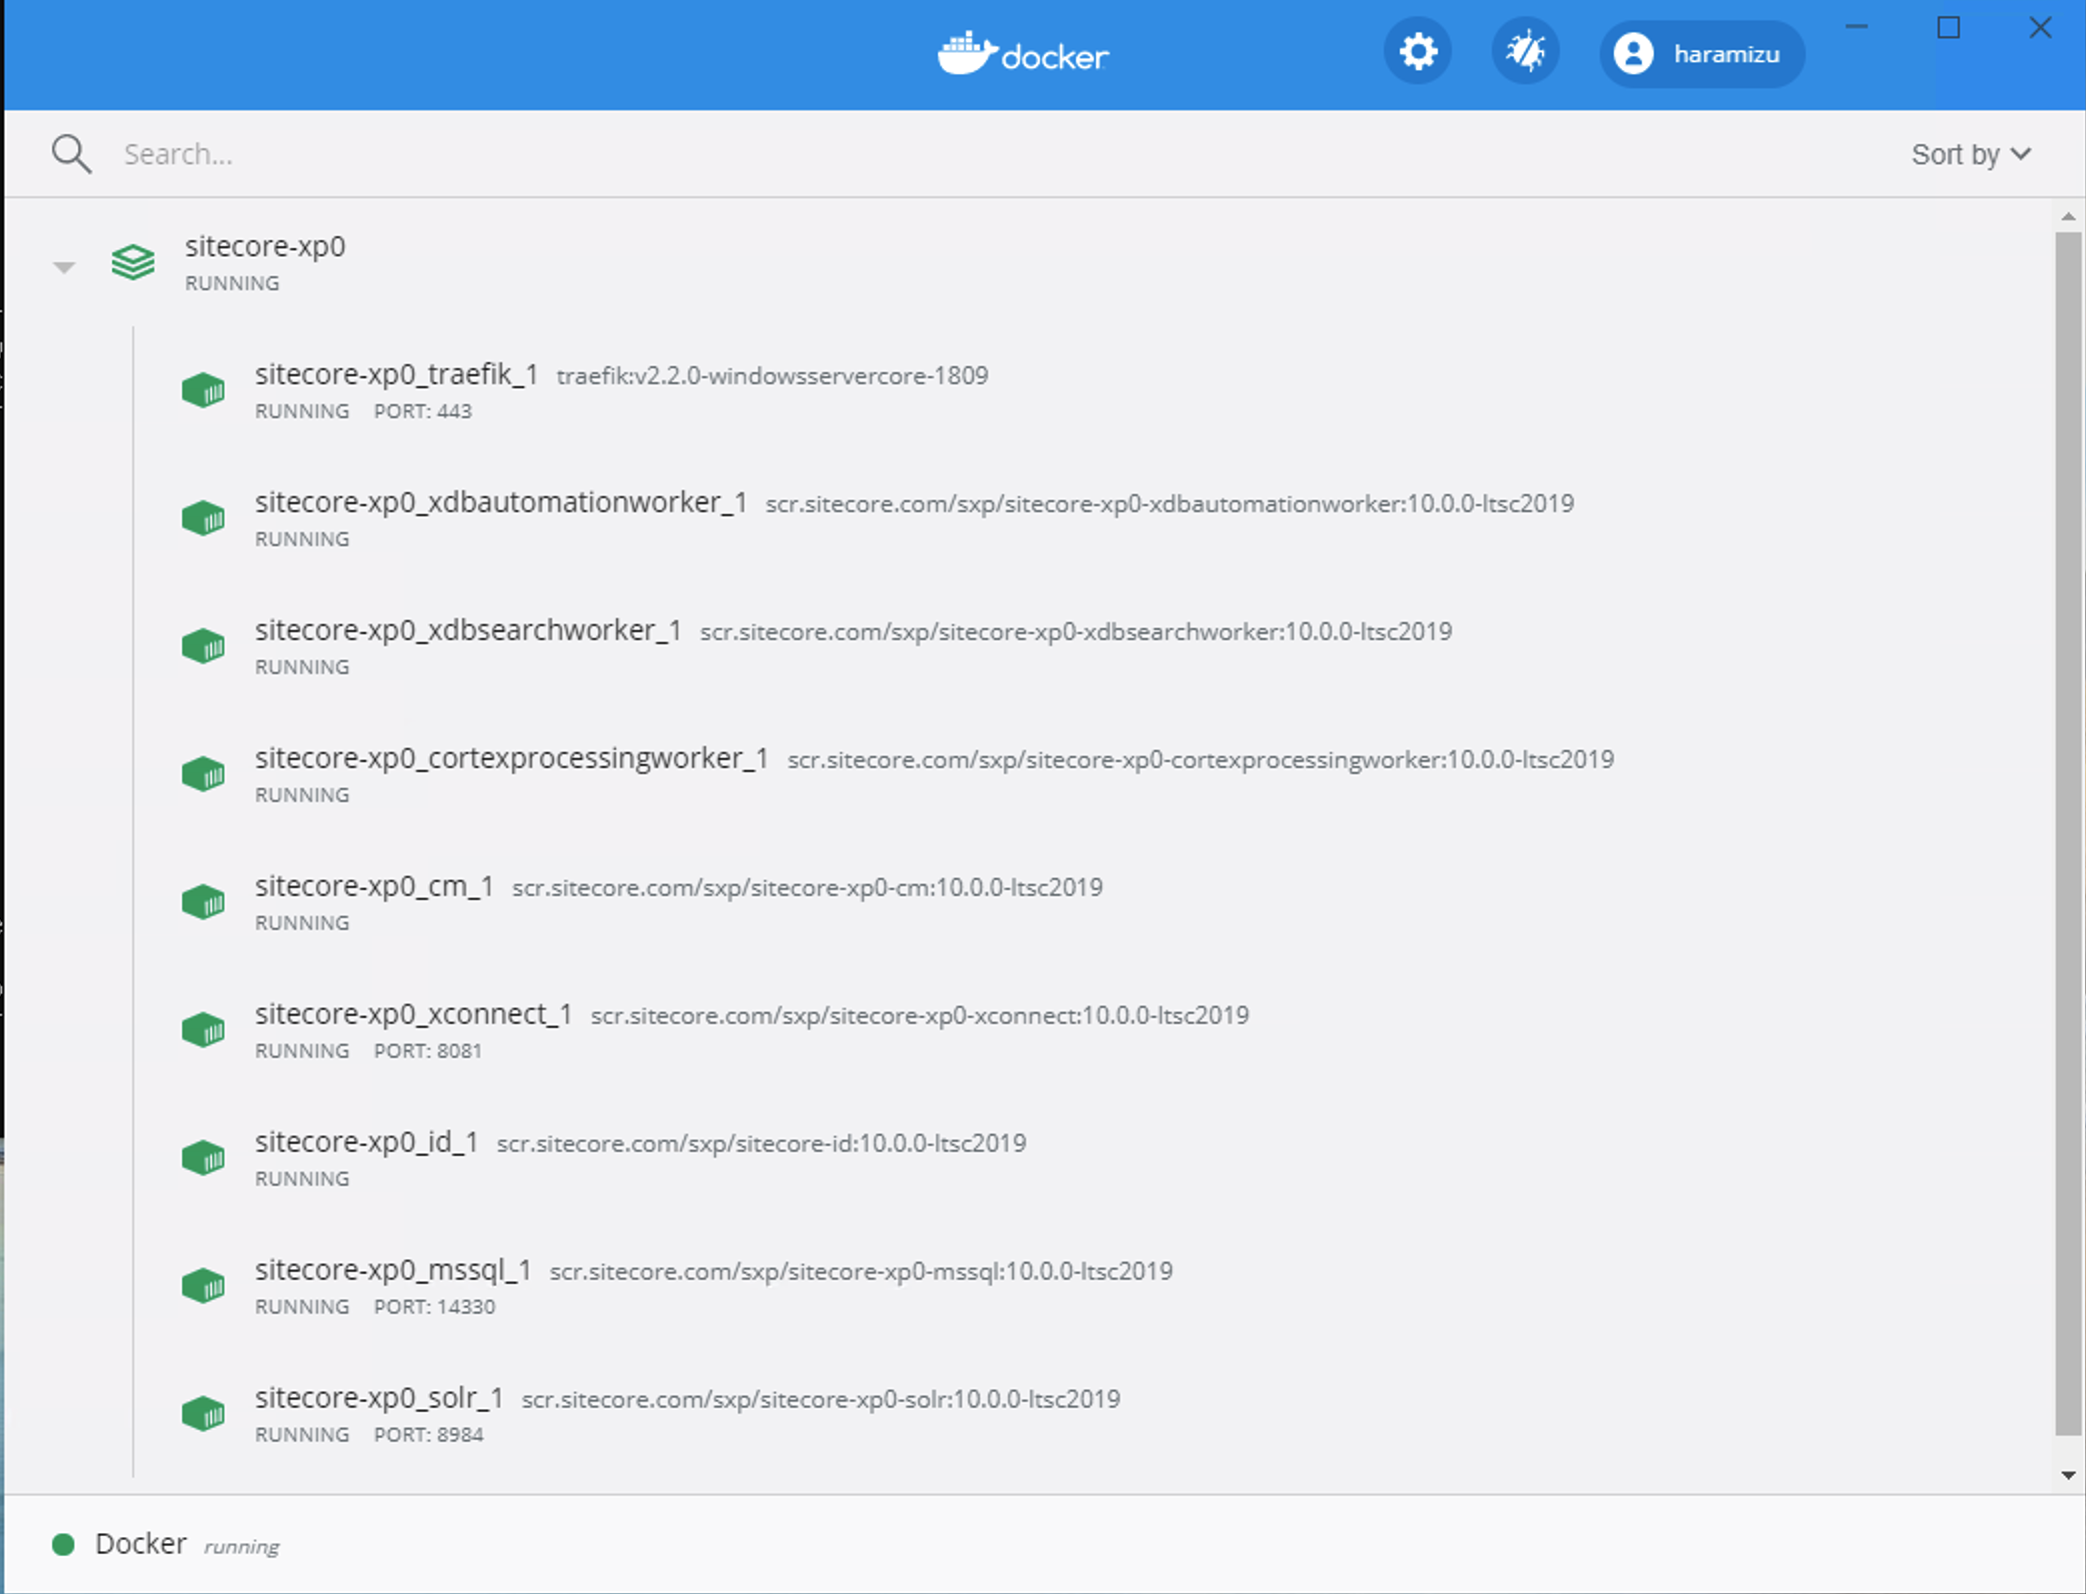 docker
haramizu
Search...
Sort by
sitecore-xp0
RUNNING
sitecore-xp0_traefik_1 traefik:v2.2.0-windowsservercore-1809
RUNNING PORT: 443
sitecore-xp0_xdbautomationworker_1 scr.sitecore.com/sxp/sitecore-xp0-xdbautomationworker:10.0.0-ltsc2019
RUNNING
sitecore-xp0_xdbsearchworker_1 scr.sitecore.com/sxp/sitecore-xp0-xdbsearchworker:10.0.0-ltsc2019
RUNNING
sitecore-xp0_cortexprocessingworker_1 scr.sitecore.com/sxp/sitecore-xp0-cortexprocessingworker:10.0.0-ltsc2019
RUNNING
sitecore-xp0_cm_1 scr.sitecore.com/sxp/sitecore-xp0-cm:10.0.0-ltsc2019
RUNNING
sitecore-xp0_xconnect_1 scr.sitecore.com/sxp/sitecore-xp0-xconnect:10.0.0-ltsc2019
RUNNING PORT: 8081
sitecore-xp0_id_1 scr.sitecore.com/sxp/sitecore-id:10.0.0-ltsc2019
RUNNING
sitecore-xp0_mssql_1 scr.sitecore.com/sxp/sitecore-xp0-mssql:10.0.0-ltsc2019
RUNNING PORT: 14330
sitecore-xp0_solr_1 scr.sitecore.com/sxp/sitecore-xp0-solr:10.0.0-ltsc2019
RUNNING PORT: 8984
Docker running